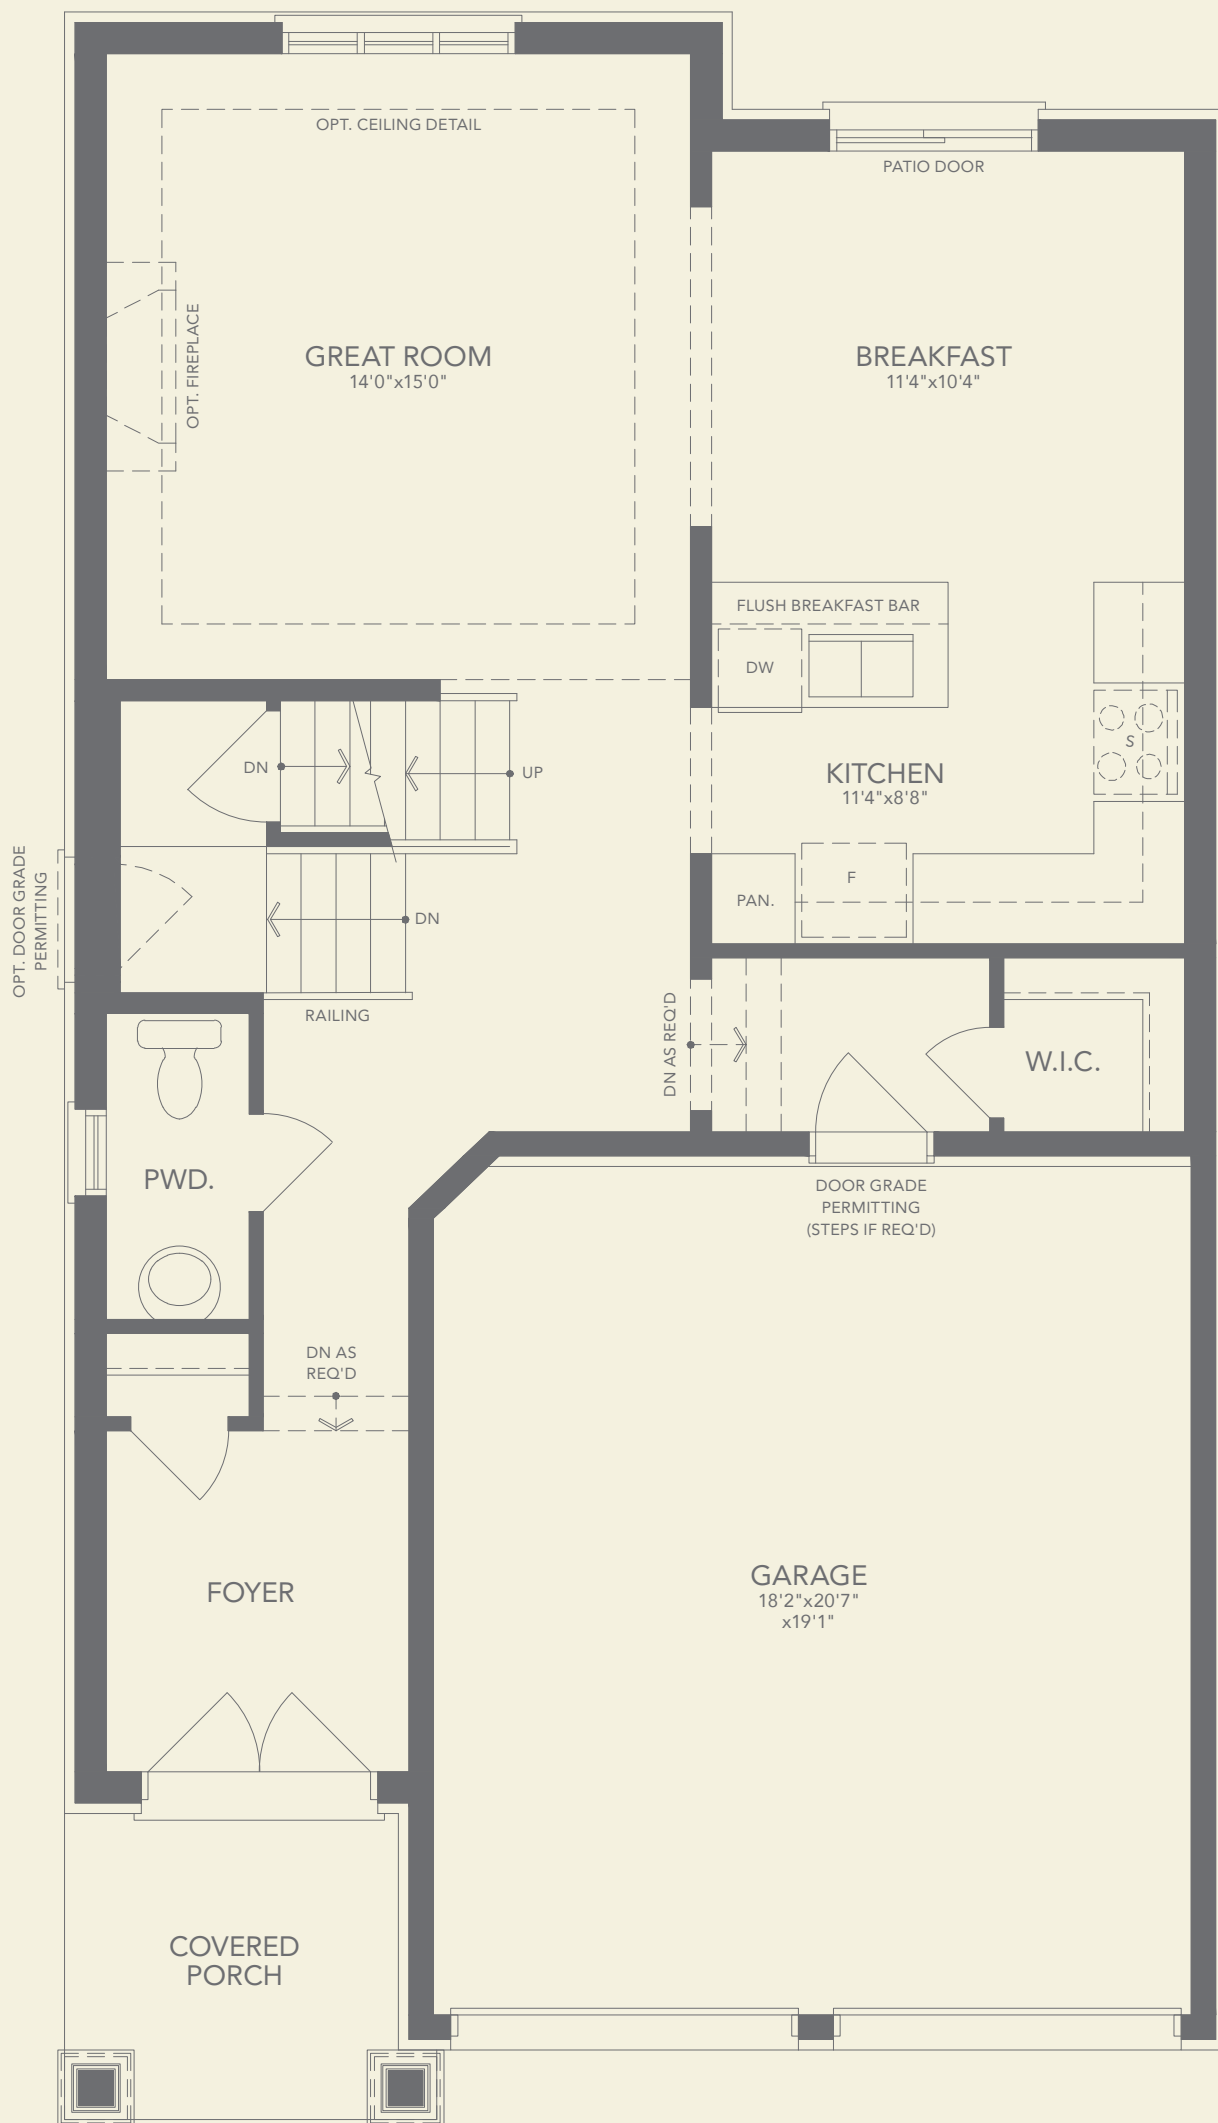 OPT. CEILING DETAIL
PATIO DOOR
OPT. FIREPLACE
GREAT ROOM
14'0"x15'0"
BREAKFAST
11'4"x10'4"
FLUSH BREAKFAST BAR
DW
S
DN
UP
KITCHEN
11'4"x8'8"
OPT. DOOR GRADE
PERMITTING
F
PAN.
DN
RAILING
DN AS REQ'D
W.I.C.
PWD.
DOOR GRADE
PERMITTING
(STEPS IF REQ'D)
DN AS
REQ'D
FOYER
GARAGE
18'2"x20'7"
x19'1"
COVERED
PORCH